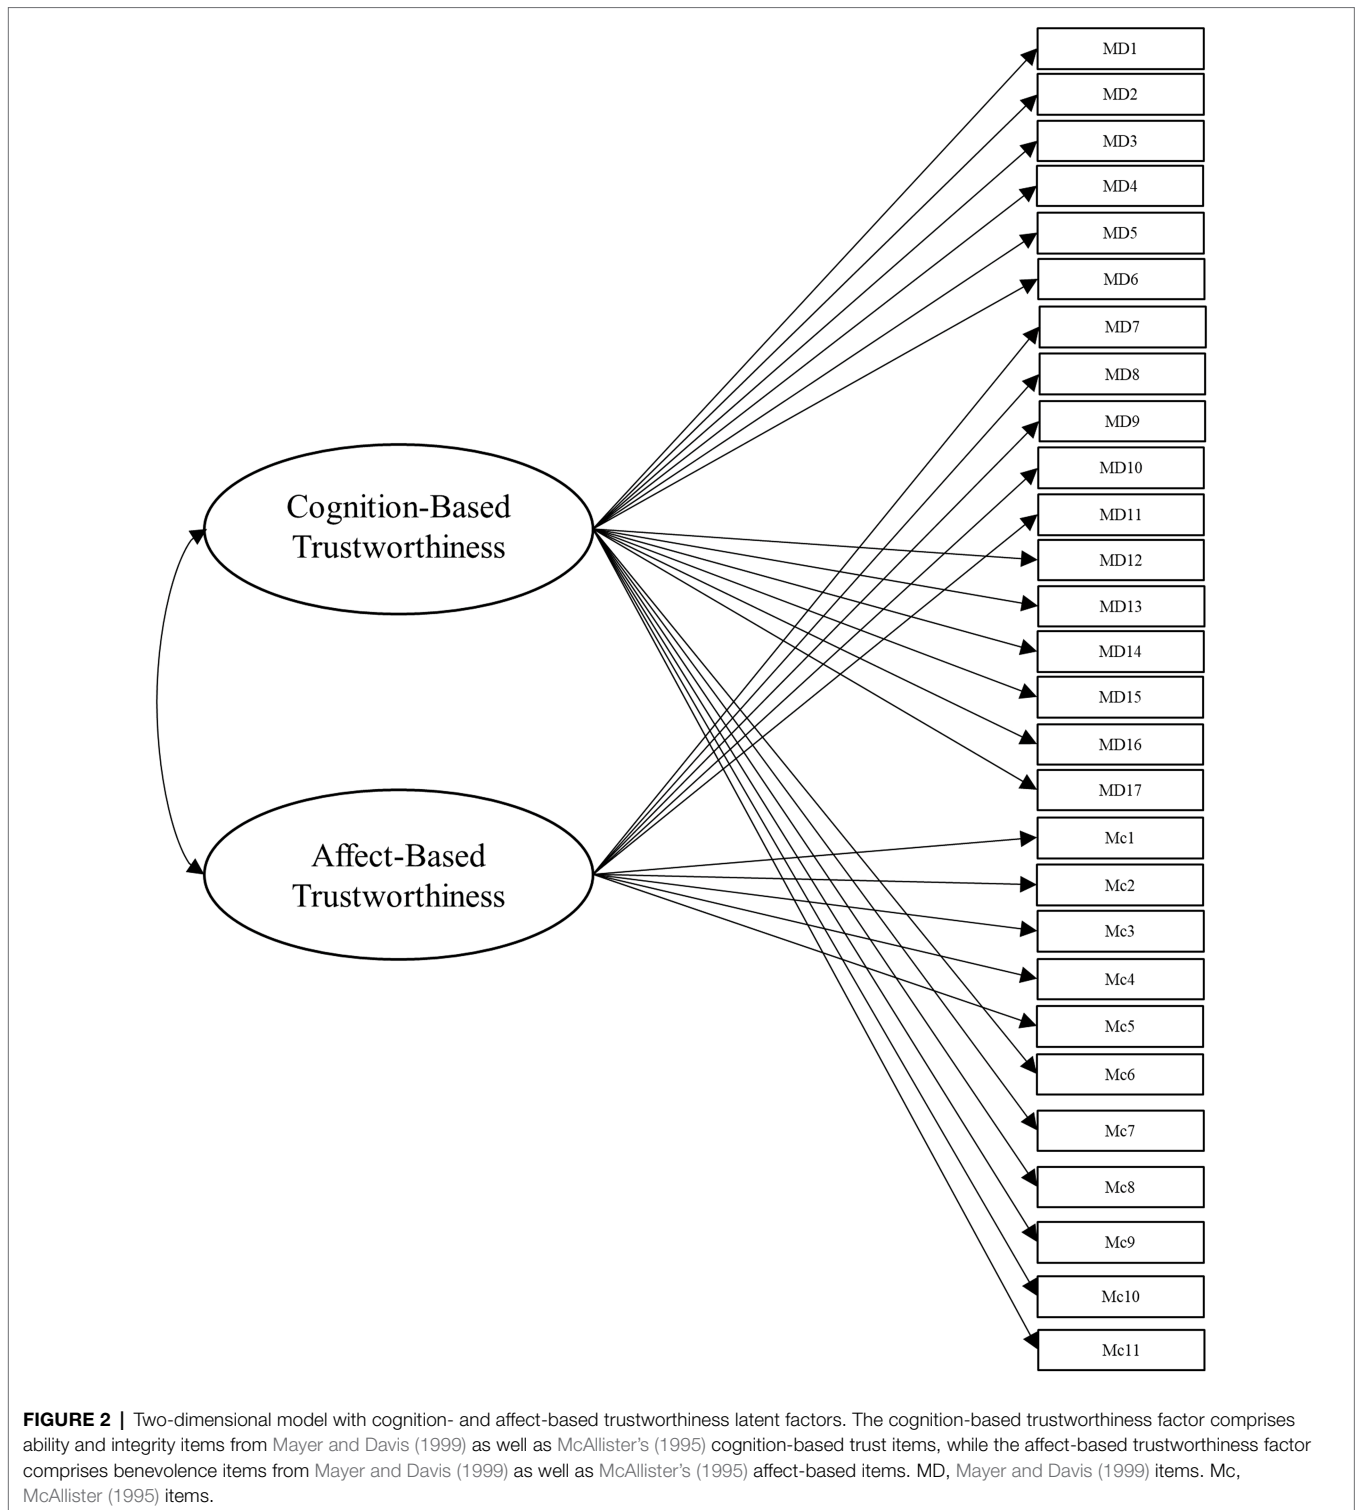 MD1
MD2
MD3
MD4
MD5
MD6
MD7
MD8
MD9
MD10
MD11
MD12
MD13
MD14
MD15
MD16
MD17
Mc1
Mc2
Mc3
Mc4
Mc5
Mc6
Mc7
Mc8
Mc9
Mc10
Mc11
Cognition-Based
Trustworthiness
Affect-Based
Trustworthiness
FIGURE 2 | Two-dimensional model with cognition- and affect-based trustworthiness latent factors. The cognition-based trustworthiness factor comprises
ability and integrity items from Mayer and Davis (1999) as well as McAllister's (1995) cognition-based trust items, while the affect-based trustworthiness factor
comprises benevolence items from Mayer and Davis (1999) as well as McAllister's (1995) affect-based items. MD, Mayer and Davis (1999) items. Mc,
McAllister (1995) items.